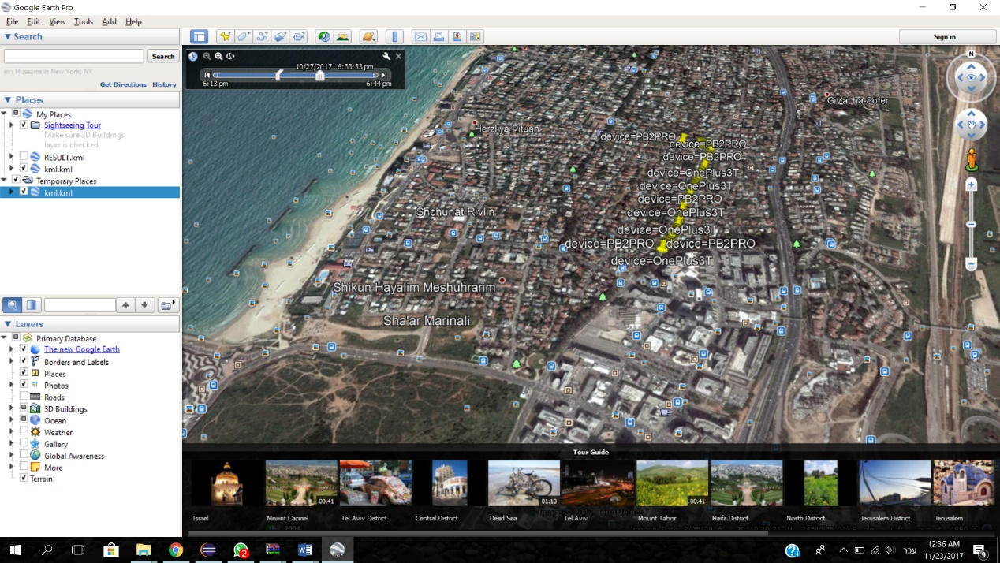 Google Earth Pro
File Edit View Tools Add Help
Search
Sign in
Search
ex: Museums in New York, NY
Get Directions History
Places
My Places
Sightseeing Tour
Make sure 3D Buildings
layer is checked
RESULT.kml
kml.kml
Temporary Places
kml.kml
Layers
Primary Database
The new Google Earth
Borders and Labels
Places
Photos
Roads
3D Buildings
Ocean
Weather
Gallery
Global Awareness
More
Terrain
10/27/2017 6:33:53 pm
6:13 pm 6:44 pm
N
Giv'at ha-Sofer
Herzliya Pituah
device=PB2PRO
device=PB2PRO
device=PB2PRO
device=OnePlus3T
device=OnePlus3T
device=PB2PRO
Shchunat Rivlin
device=OnePlus3T
device=OnePlus3T
device=PB2PRO device=PB2PRO
device=OnePlus3T
Shikun Hayalim Meshuhrarim
Sha'ar Marinali
Tour Guide
00:41
01:10
00:41
Israel Mount Carmel Tel Aviv District Central District Dead Sea Tel Aviv Mount Tabor Haifa District North District Jerusalem District Jerusalem
2
עבר
12:36 AM
11/23/2017
9